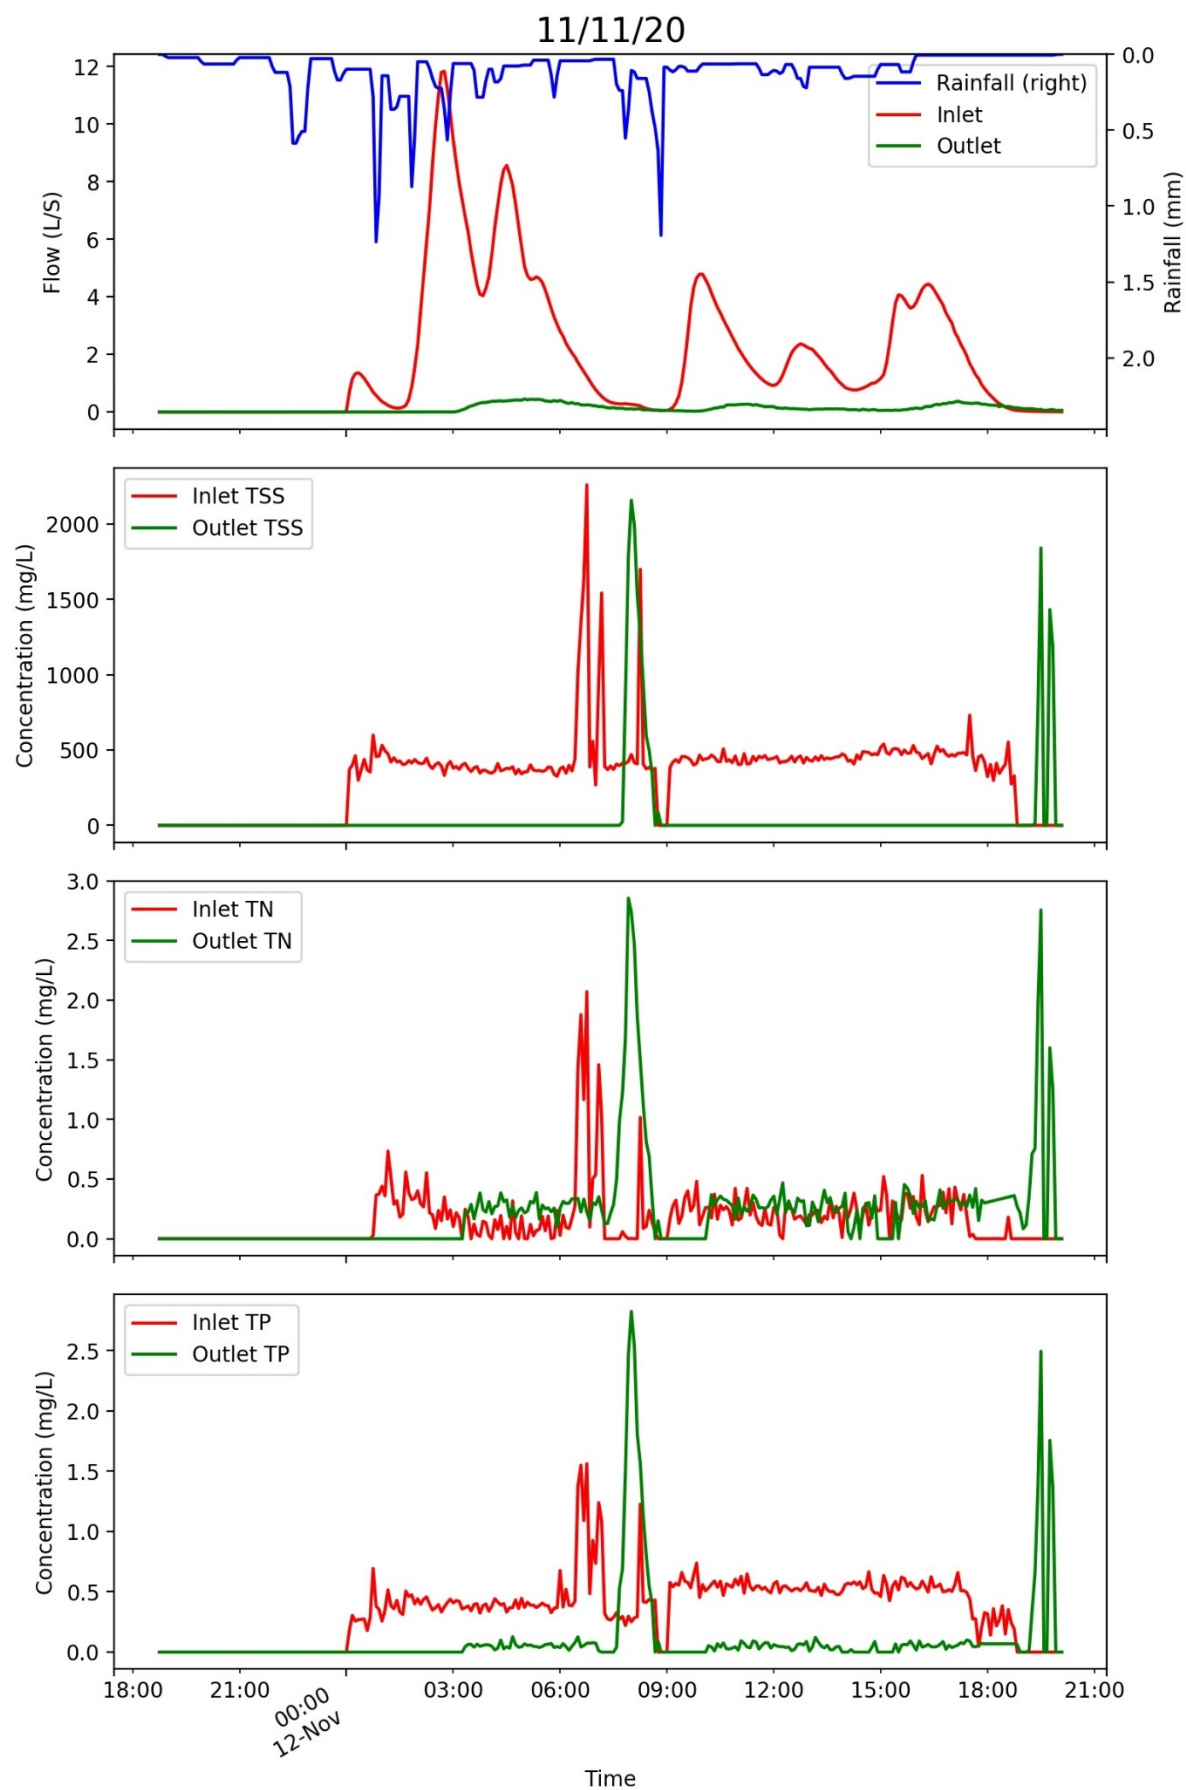 11/11/20
12
10
8
6
4
2
0
Flow (L/S)
0.0
0.5
1.0
1.5
2.0
Rainfall (mm)
Rainfall (right)
Inlet
Outlet
2000
1500
1000
500
0
Concentration (mg/L)
Inlet TSS
Outlet TSS
3.0
2.5
2.0
1.5
1.0
0.5
0.0
Concentration (mg/L)
Inlet TN
Outlet TN
2.5
2.0
1.5
1.0
0.5
0.0
Concentration (mg/L)
Inlet TP
Outlet TP
18:00 21:00 00:00 03:00 06:00 09:00 12:00 15:00 18:00 21:00
12-Nov
Time